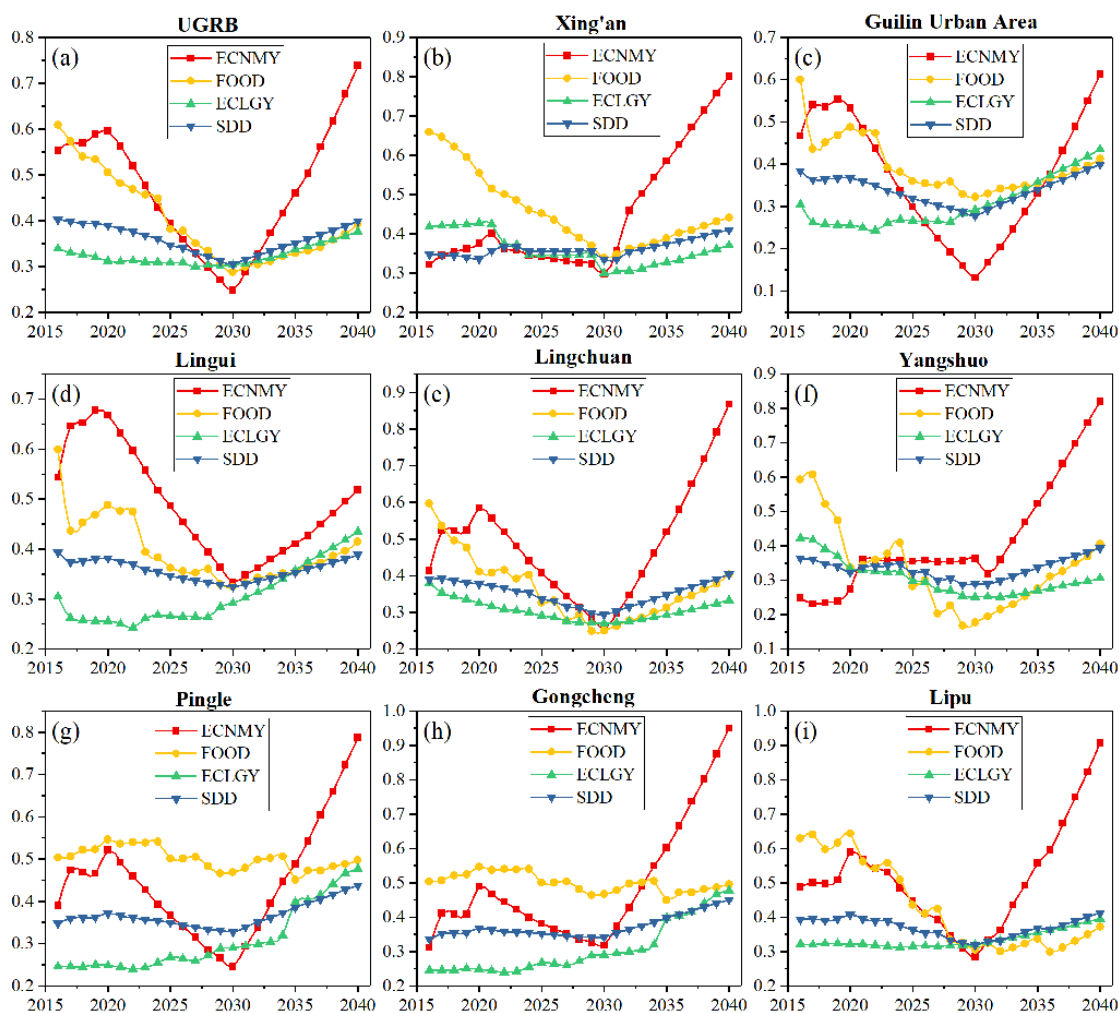 UGRB
Xing'an
Guilin Urban Area
(a)
ECNMY
FOOD
ECLGY
SDD
0.8
0.7
0.6
0.5
0.4
0.3
0.2
2015 2020 2025 2030 2035 2040
(b)
ECNMY
FOOD
ECLGY
SDD
0.9
0.8
0.7
0.6
0.5
0.4
0.3
0.2
2015 2020 2025 2030 2035 2040
(c)
ECNMY
FOOD
ECLGY
SDD
0.7
0.6
0.5
0.4
0.3
0.2
0.1
2015 2020 2025 2030 2035 2040
Lingui
Lingchuan
Yangshuo
(d)
ECNMY
FOOD
ECLGY
SDD
0.7
0.6
0.5
0.4
0.3
0.2
2015 2020 2025 2030 2035 2040
(e)
ECNMY
FOOD
ECLGY
SDD
0.9
0.8
0.7
0.6
0.5
0.4
0.3
0.2
2015 2020 2025 2030 2035 2040
(f)
ECNMY
FOOD
ECLGY
SDD
0.9
0.8
0.7
0.6
0.5
0.4
0.3
0.2
0.1
2015 2020 2025 2030 2035 2040
Pingle
Gongcheng
Lipu
(g)
ECNMY
FOOD
ECLGY
SDD
0.8
0.7
0.6
0.5
0.4
0.3
0.2
2015 2020 2025 2030 2035 2040
(h)
ECNMY
FOOD
ECLGY
SDD
1.0
0.9
0.8
0.7
0.6
0.5
0.4
0.3
0.2
2015 2020 2025 2030 2035 2040
(i)
ECNMY
FOOD
ECLGY
SDD
1.0
0.9
0.8
0.7
0.6
0.5
0.4
0.3
0.2
2015 2020 2025 2030 2035 2040